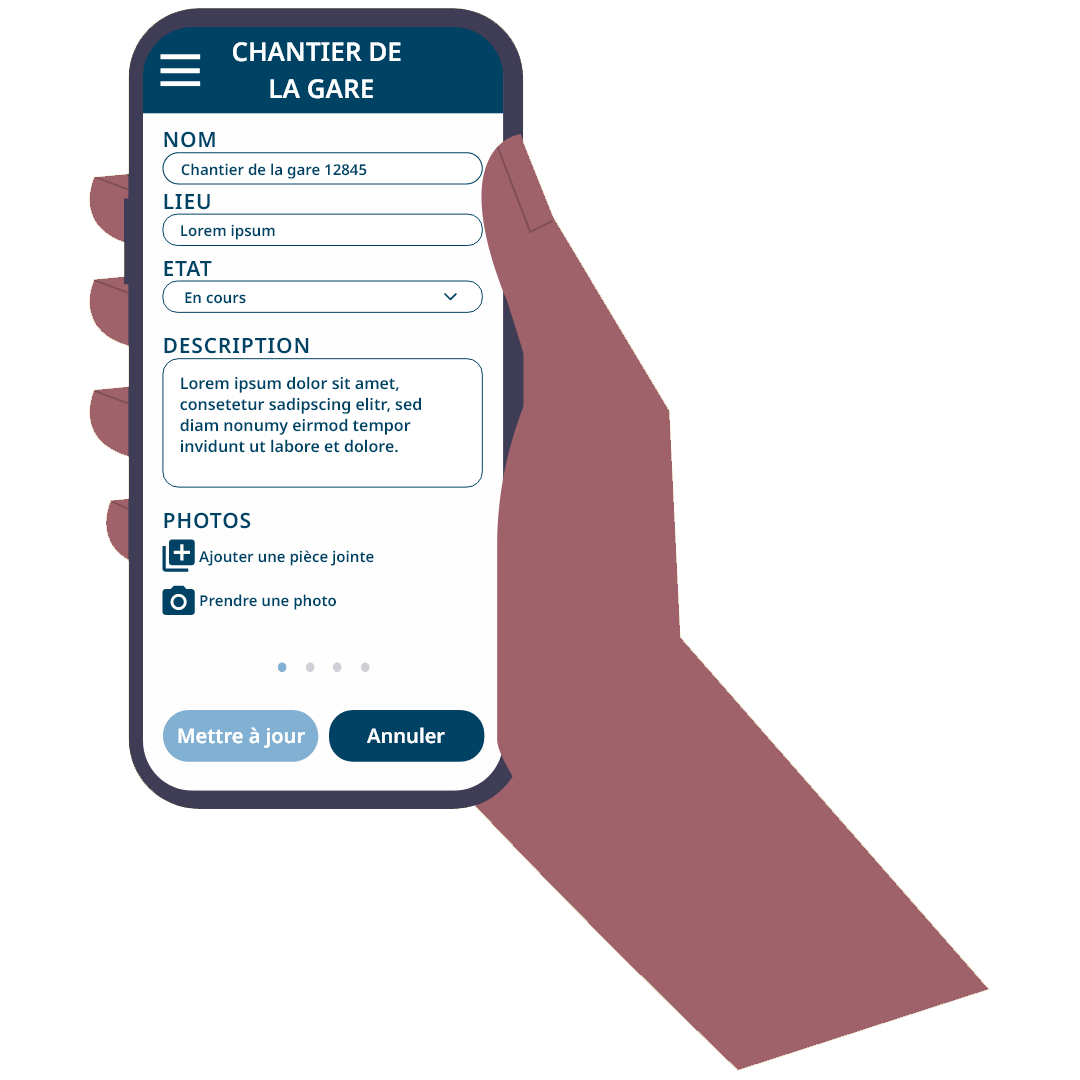 CHANTIER DE
LA GARE
NOM
Chantier de la gare 12845
LIEU
Lorem ipsum
ETAT
En cours
DESCRIPTION
Lorem ipsum dolor sit amet,
consetetur sadipscing elitr, sed
diam nonumy eirmod tempor
invidunt ut labore et dolore.
PHOTOS
Ajouter une pièce jointe
Prendre une photo
Mettre à jour
Annuler